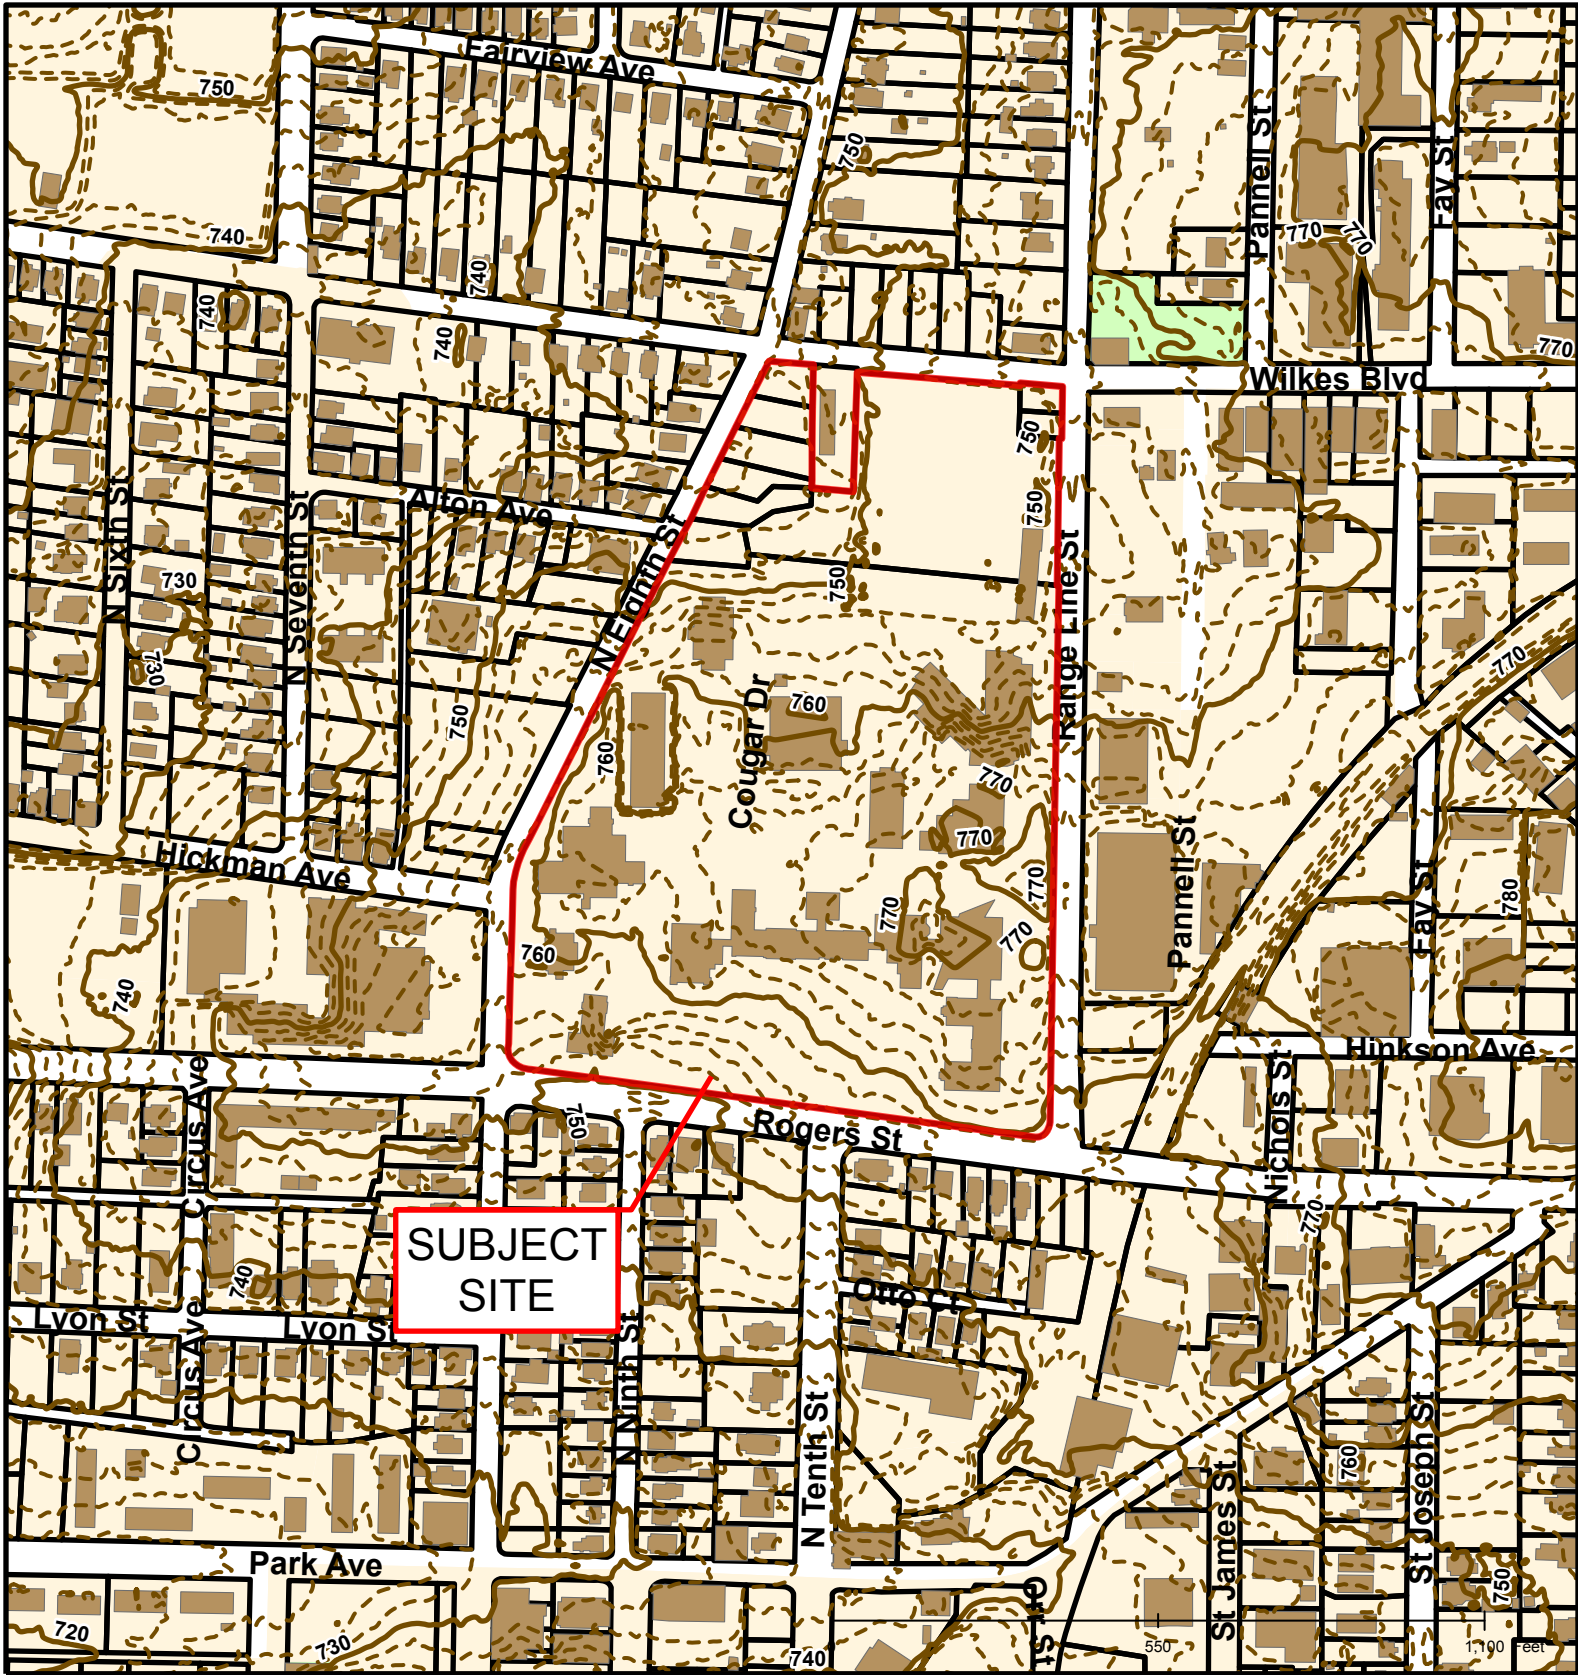 Fairview Ave
750
750
Pannell St
Fay St
740
740
770
770
740
740
770
Wilkes Blvd
750
Alton Ave
N Sixth St
N Seventh St
750
N Eighth St
Range Line St
730
750
730
770
750
760
760
Cougar Dr
770
770
Pannell St
Hickman Ave
770
780
Fay St
770
770
760
740
Hinkson Ave
Circus Ave
Nichols St
750
Rogers St
770
SUBJECT
SITE
740
Otto Ct
Lyon St
Lyon St
Circus Ave
N Ninth St
N Tenth St
760
St Joseph St
St James St
Park Ave
750
Orr St
720
730
740
550
1,100 Feet